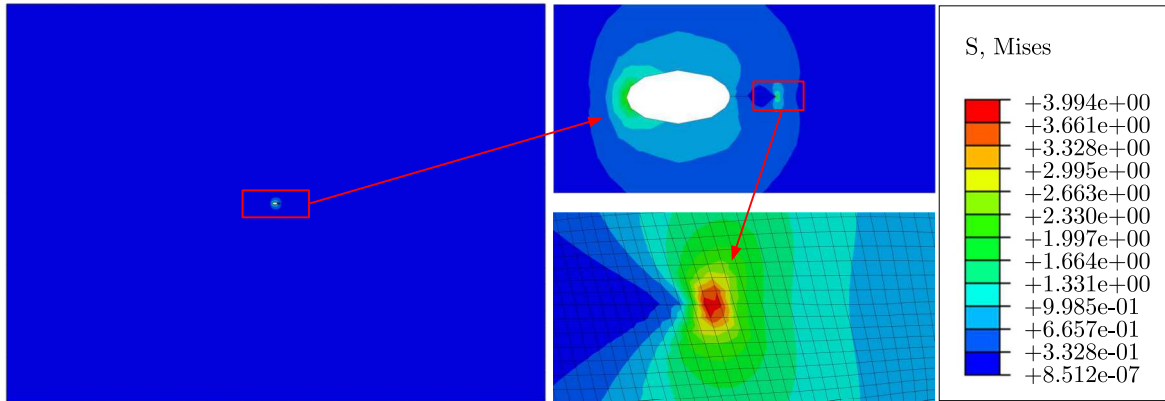 S, Mises
+3.994e+00
+3.661e+00
+3.328e+00
+2.995e+00
+2.663e+00
+2.330e+00
+1.997e+00
+1.664e+00
+1.331e+00
+9.985e-01
+6.657e-01
+3.328e-01
+8.512e-07